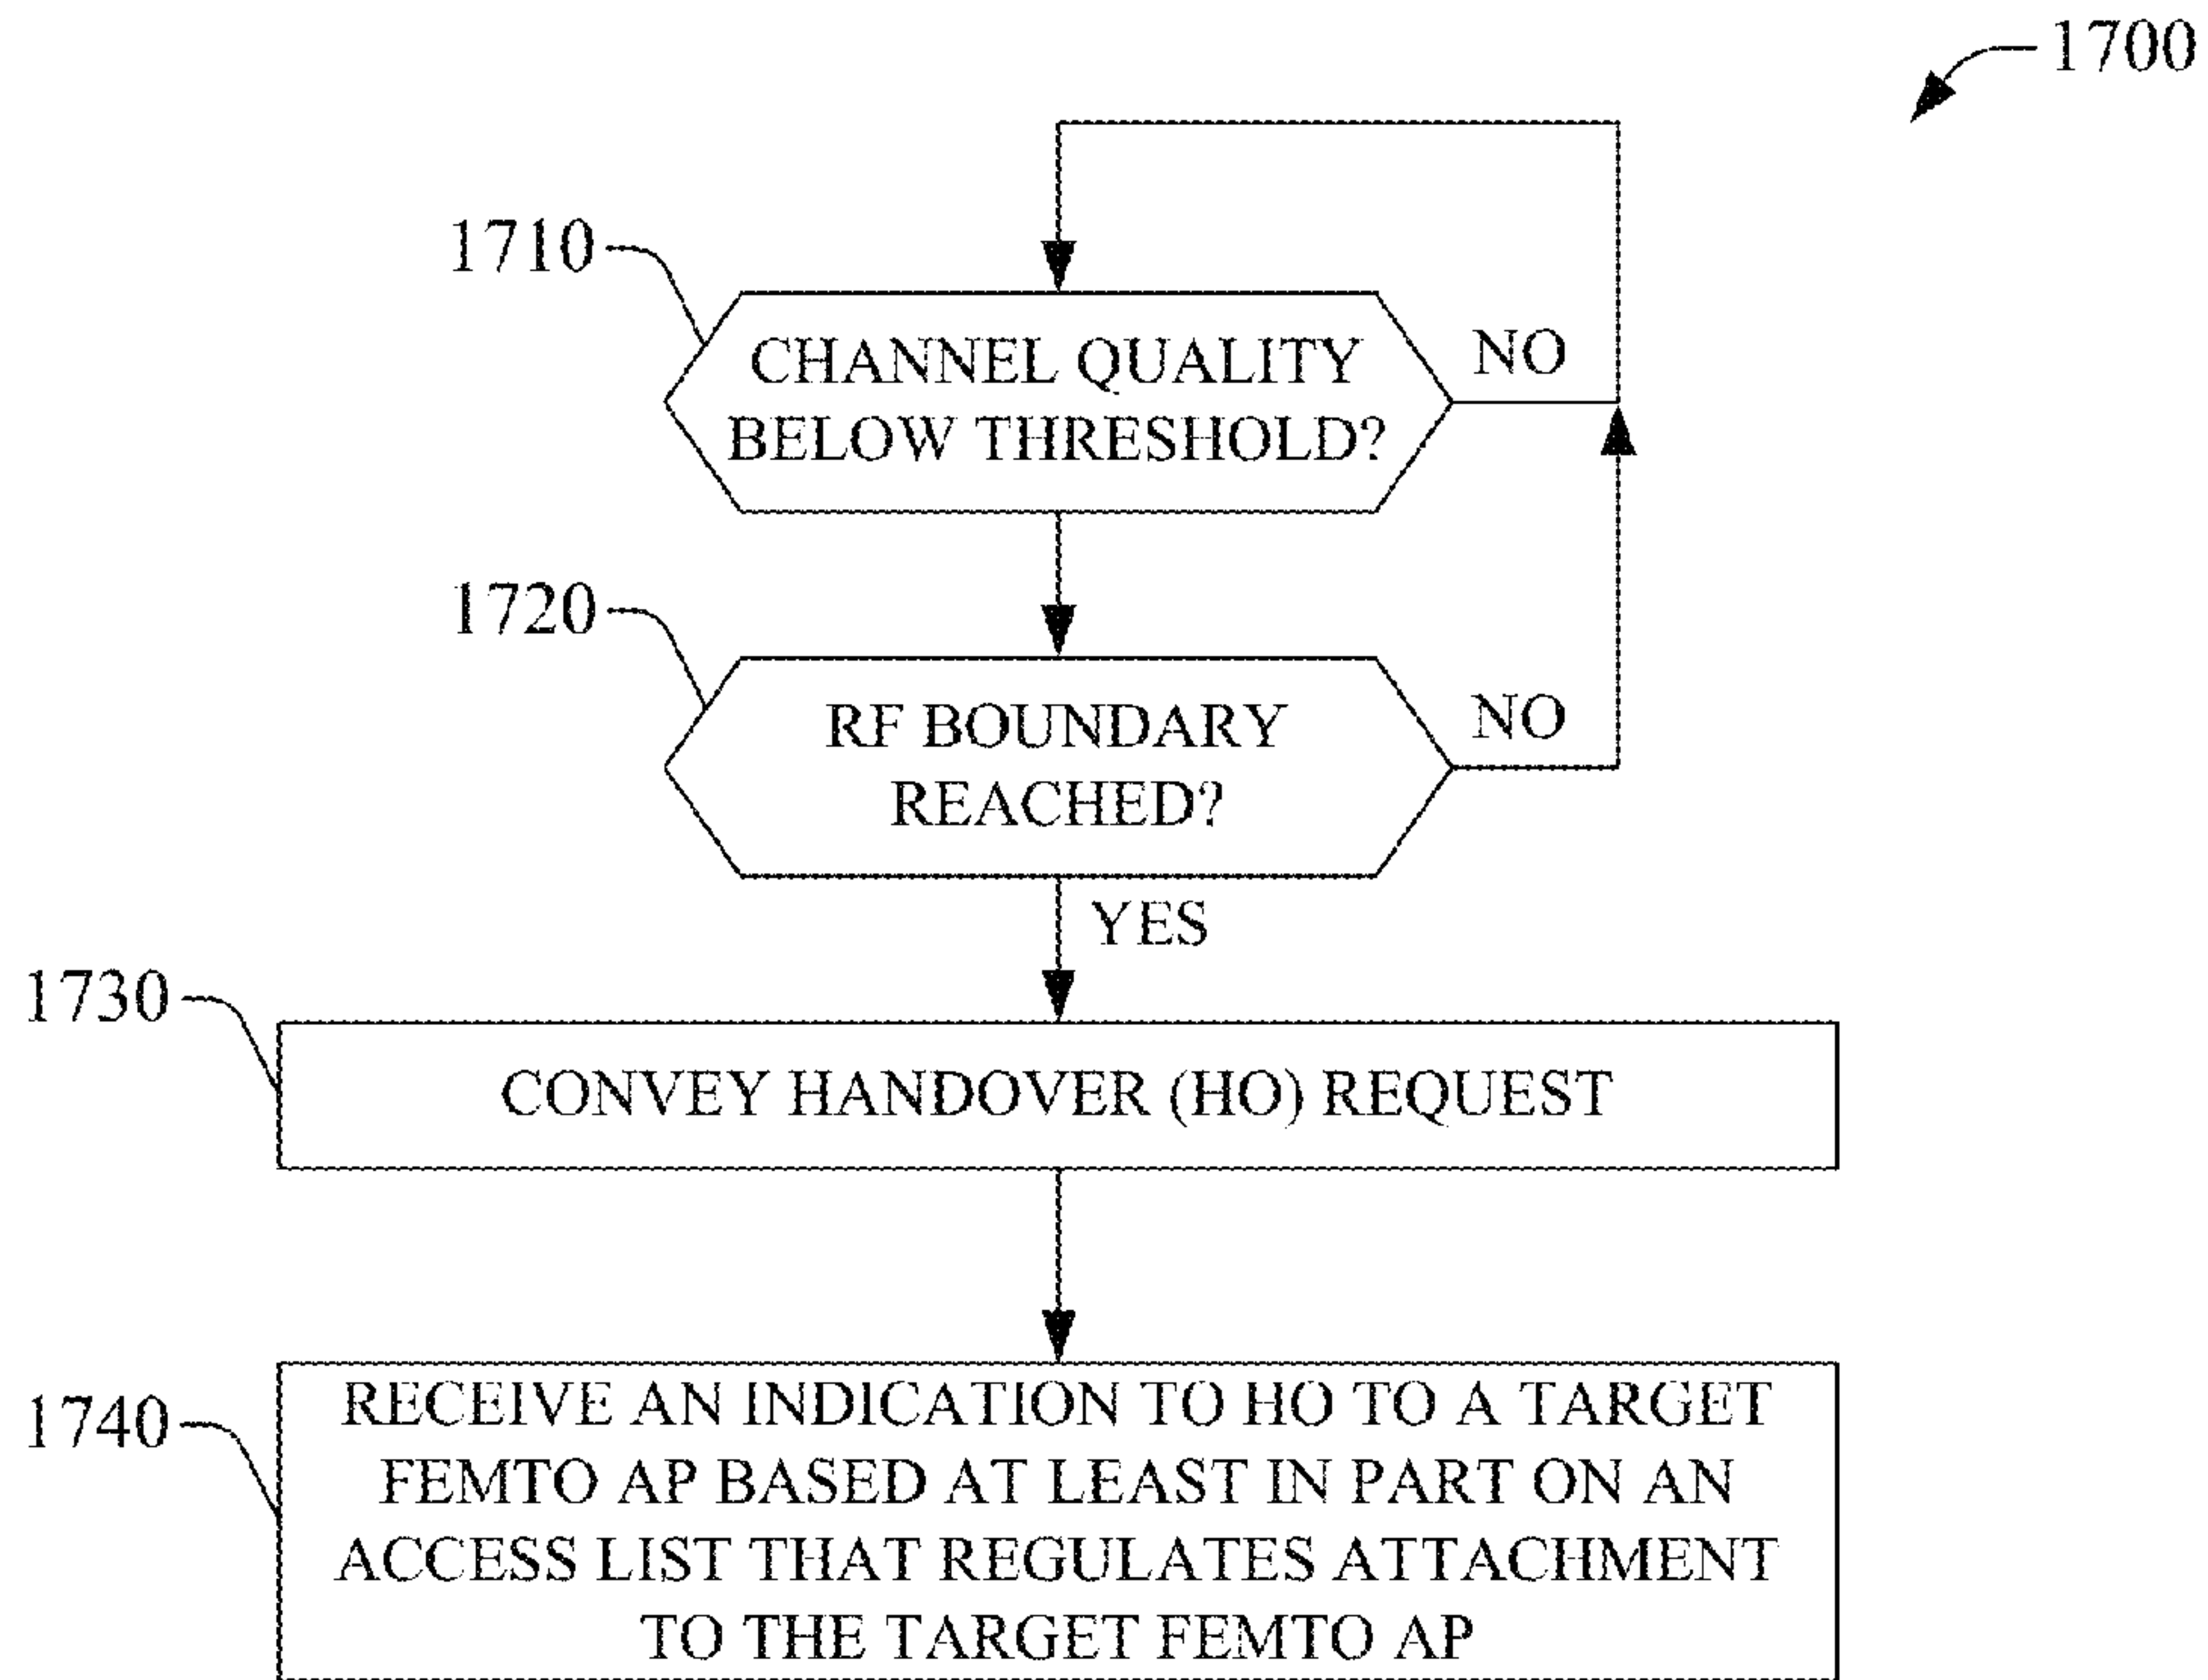 1700
1710
CHANNEL QUALITY
BELOW THRESHOLD?
NO
1720
RF BOUNDARY
REACHED?
NO
YES
1730
CONVEY HANDOVER (HO) REQUEST
1740
RECEIVE AN INDICATION TO HO TO A TARGET
FEMTO AP BASED AT LEAST IN PART ON AN
ACCESS LIST THAT REGULATES ATTACHMENT
TO THE TARGET FEMTO AP